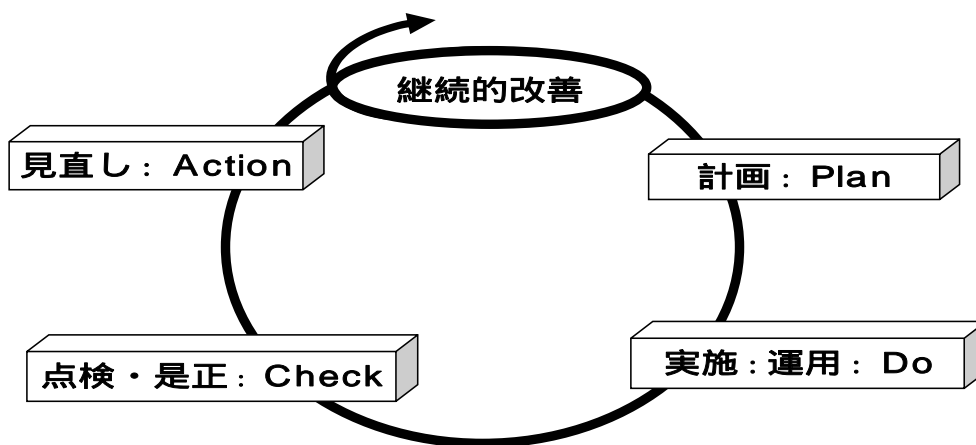 継続的改善
見直し： Action
計画： Plan
点検・是正： Check
実施：運用： Do